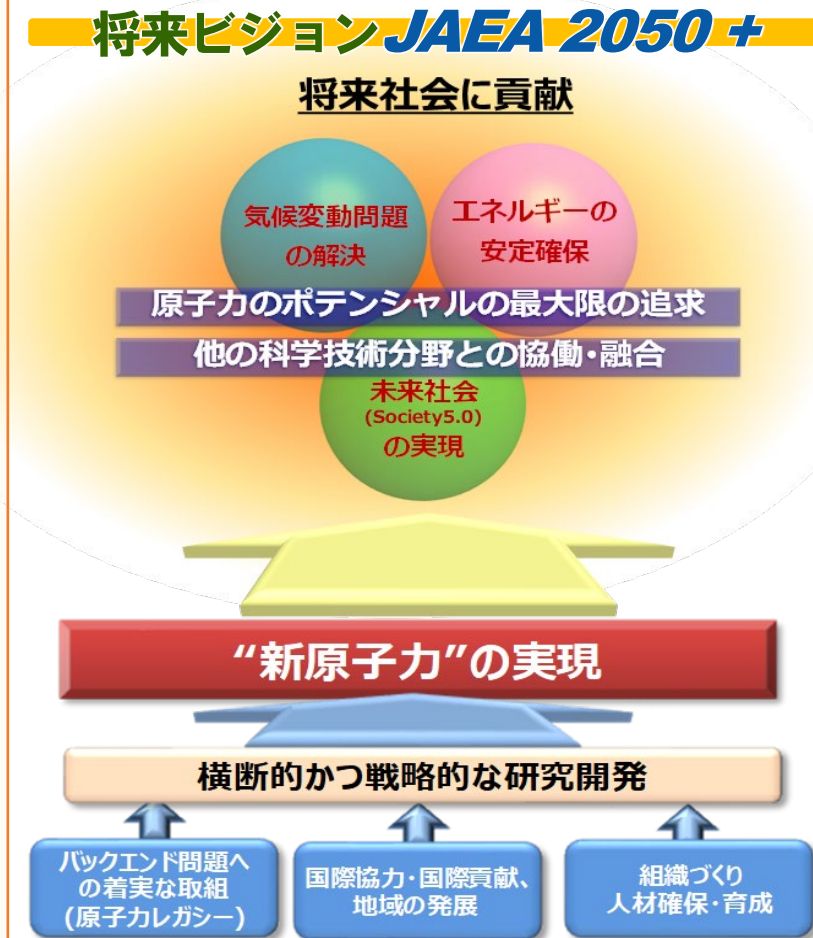 将来ビジョンJAEA 2050 +
将来社会に貢献
気候変動問題
の解決
エネルギーの
安定確保
原子力のポテンシャルの最大限の追求
他の科学技術分野との協働・融合
未来社会
(Society5.0)
の実現
“新原子力”の実現
横断的かつ戦略的な研究開発
バックエンド問題へ
の着実な取組
(原子力レガシー)
国際協力・国際貢献、
地域の発展
組織づくり
人材確保・育成